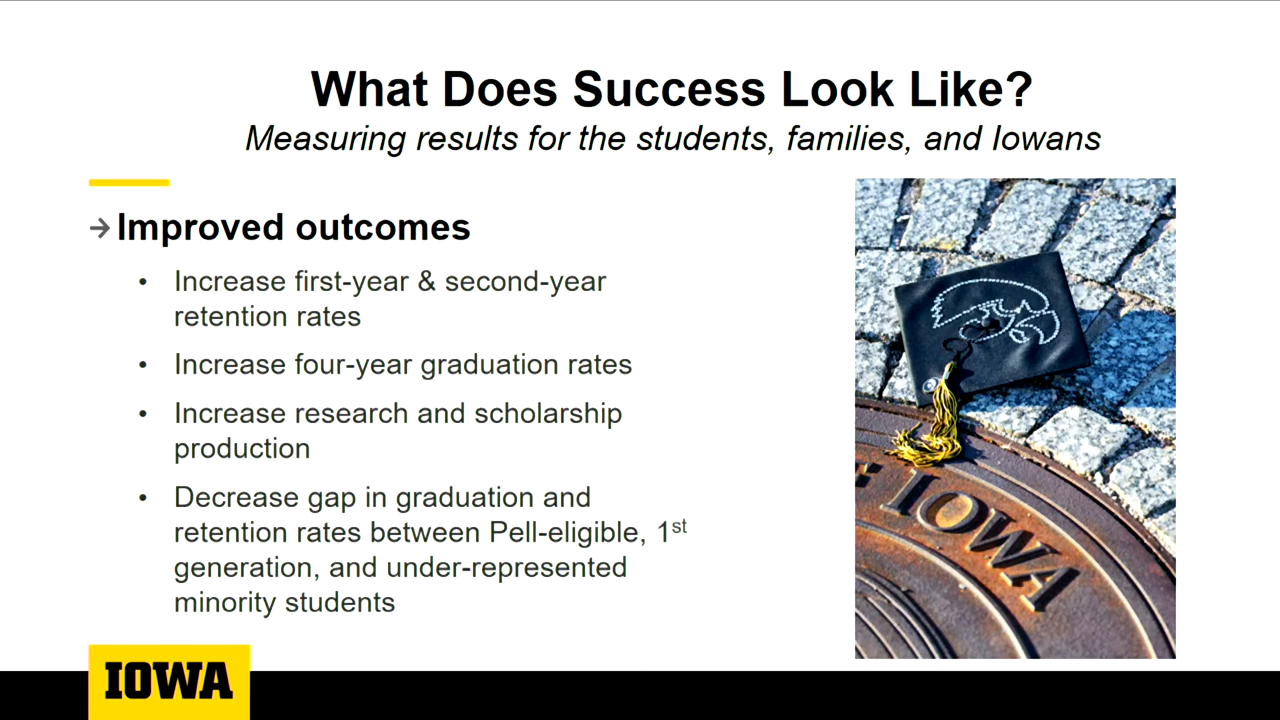 What Does Success Look Like?
Measuring results for the students, families, and Iowans
→ Improved outcomes
• Increase first-year & second-year
retention rates
• Increase four-year graduation rates
• Increase research and scholarship
production
• Decrease gap in graduation and
retention rates between Pell-eligible, 1st
generation, and under-represented
minority students
IOWA
IOWA